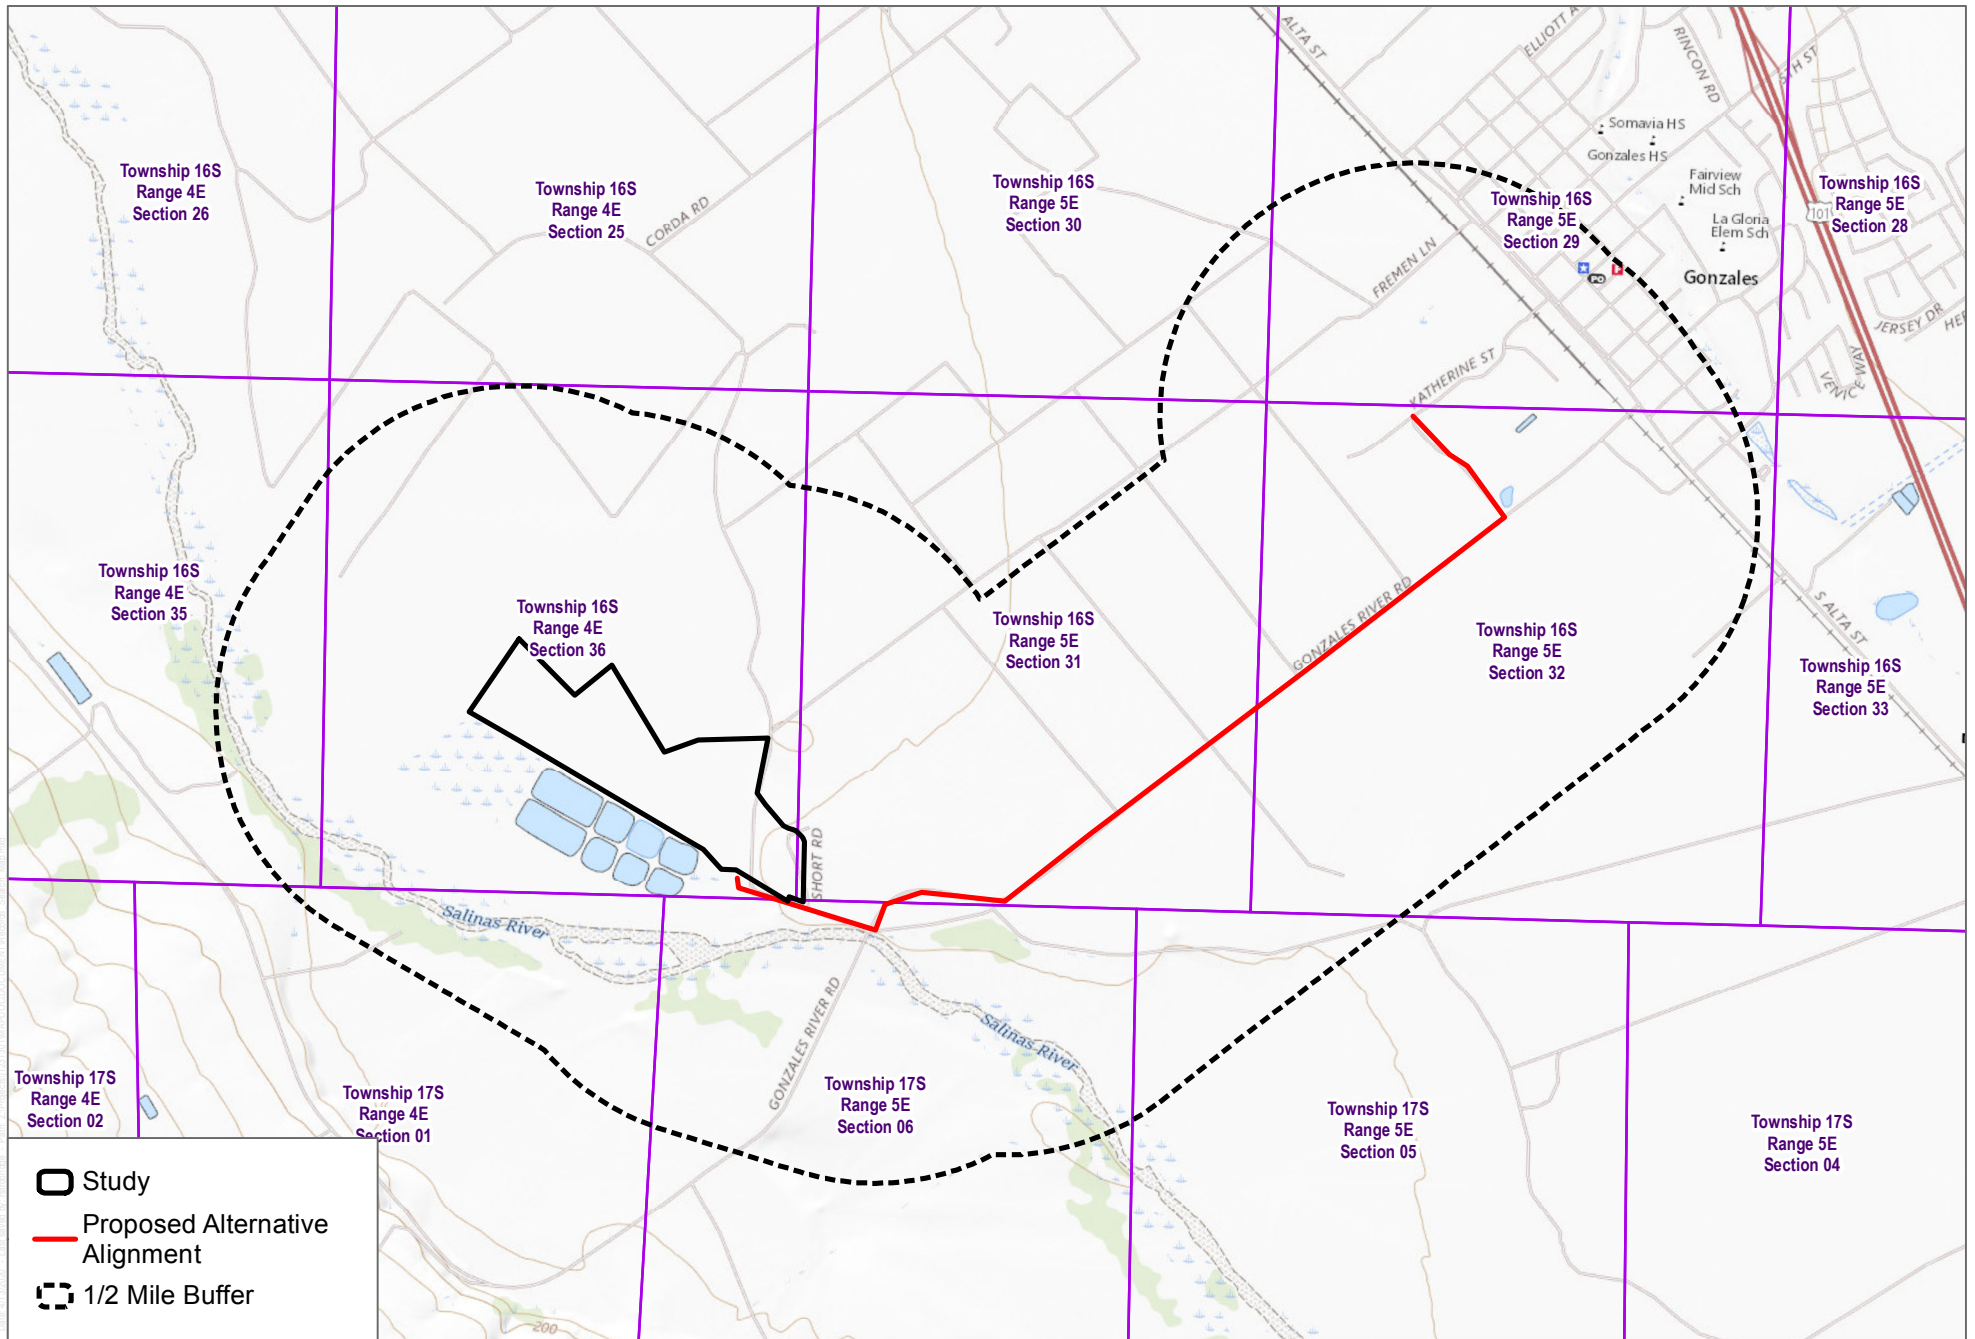 ALTA ST
ELLIOTT A
RINCON RD
5TH ST
Somavia HS
Gonzales HS
Fairview
Mid Sch
La Gloria
Elem Sch
Gonzales
PO
101
JERSEY DR
HER
VENICE WAY
Township 16S
Range 4E
Section 26
Township 16S
Range 4E
Section 25
CORDA RD
Township 16S
Range 5E
Section 30
Township 16S
Range 5E
Section 29
Township 16S
Range 5E
Section 28
FREMEN LN
KATHERINE ST
Township 16S
Range 4E
Section 35
Township 16S
Range 4E
Section 36
Township 16S
Range 5E
Section 31
GONZALES RIVER RD
Township 16S
Range 5E
Section 32
S ALTA ST
Township 16S
Range 5E
Section 33
SHORT RD
Salinas River
GONZALES RIVER RD
Salinas River
Township 17S
Range 4E
Section 02
Township 17S
Range 4E
Section 01
Township 17S
Range 5E
Section 06
Township 17S
Range 5E
Section 05
Township 17S
Range 5E
Section 04
200
Study
Proposed Alternative
Alignment
1/2 Mile Buffer